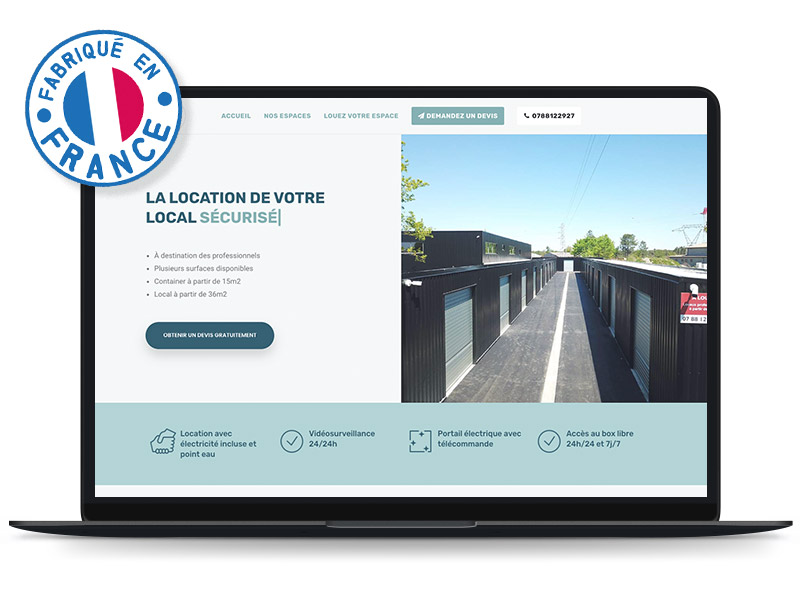 FABRIQUÉ EN
FRANCE
ACCUEIL NOS ESPACES LOUEZ VOTRE ESPACE DEMANDEZ UN DEVIS 0788122927
LA LOCATION DE VOTRE
LOCAL SÉCURISÉ|
• À destination des professionnels
• Plusieurs surfaces disponibles
• Container à partir de 15m2
• Local à partir de 36m2
OBTENIR UN DEVIS GRATUITEMENT
07 88 12
Location avec
électricité incluse et
point eau
Vidéosurveillance
24/24h
Portail électrique avec
télécommande
Accès au box libre
24h/24 et 7j/7